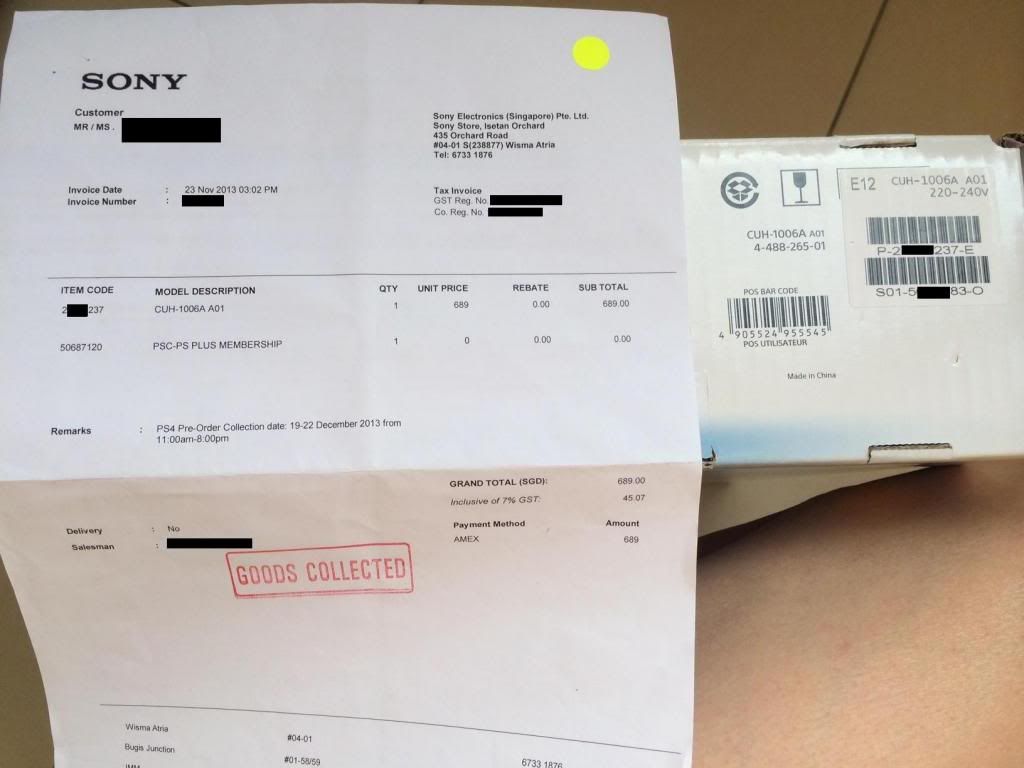 SONY
Customer
MR / MS .
Sony Electronics (Singapore) Pte. Ltd.
Sony Store, Isetan Orchard
435 Orchard Road
#04-01 S(238877) Wisma Atria
Tel: 6733 1876
Invoice Date : 23 Nov 2013 03:02 PM
Invoice Number :
Tax Invoice
GST Reg. No.
Co. Reg. No.
ITEM CODE MODEL DESCRIPTION QTY UNIT PRICE REBATE SUB TOTAL
2 237 CUH-1006A A01 1 689 0.00 689.00
50687120 PSC-PS PLUS MEMBERSHIP 1 0 0.00 0.00
Remarks : PS4 Pre-Order Collection date: 19-22 December 2013 from
11:00am-8:00pm
GRAND TOTAL (SGD): 689.00
Inclusive of 7% GST: 45.07
Delivery : No
Salesman :
Payment Method Amount
AMEX 689
GOODS COLLECTED
Wisma Atria #04-01
Bugis Junction #01-58/59 6733 1876
IMM
E12 CUH-1006A A01
220-240V
CUH-1006A A01
4-488-265-01
P-2 237-E
S01-5 83-O
POS BAR CODE
4 905524 955545
POS UTILISATEUR
Made in China